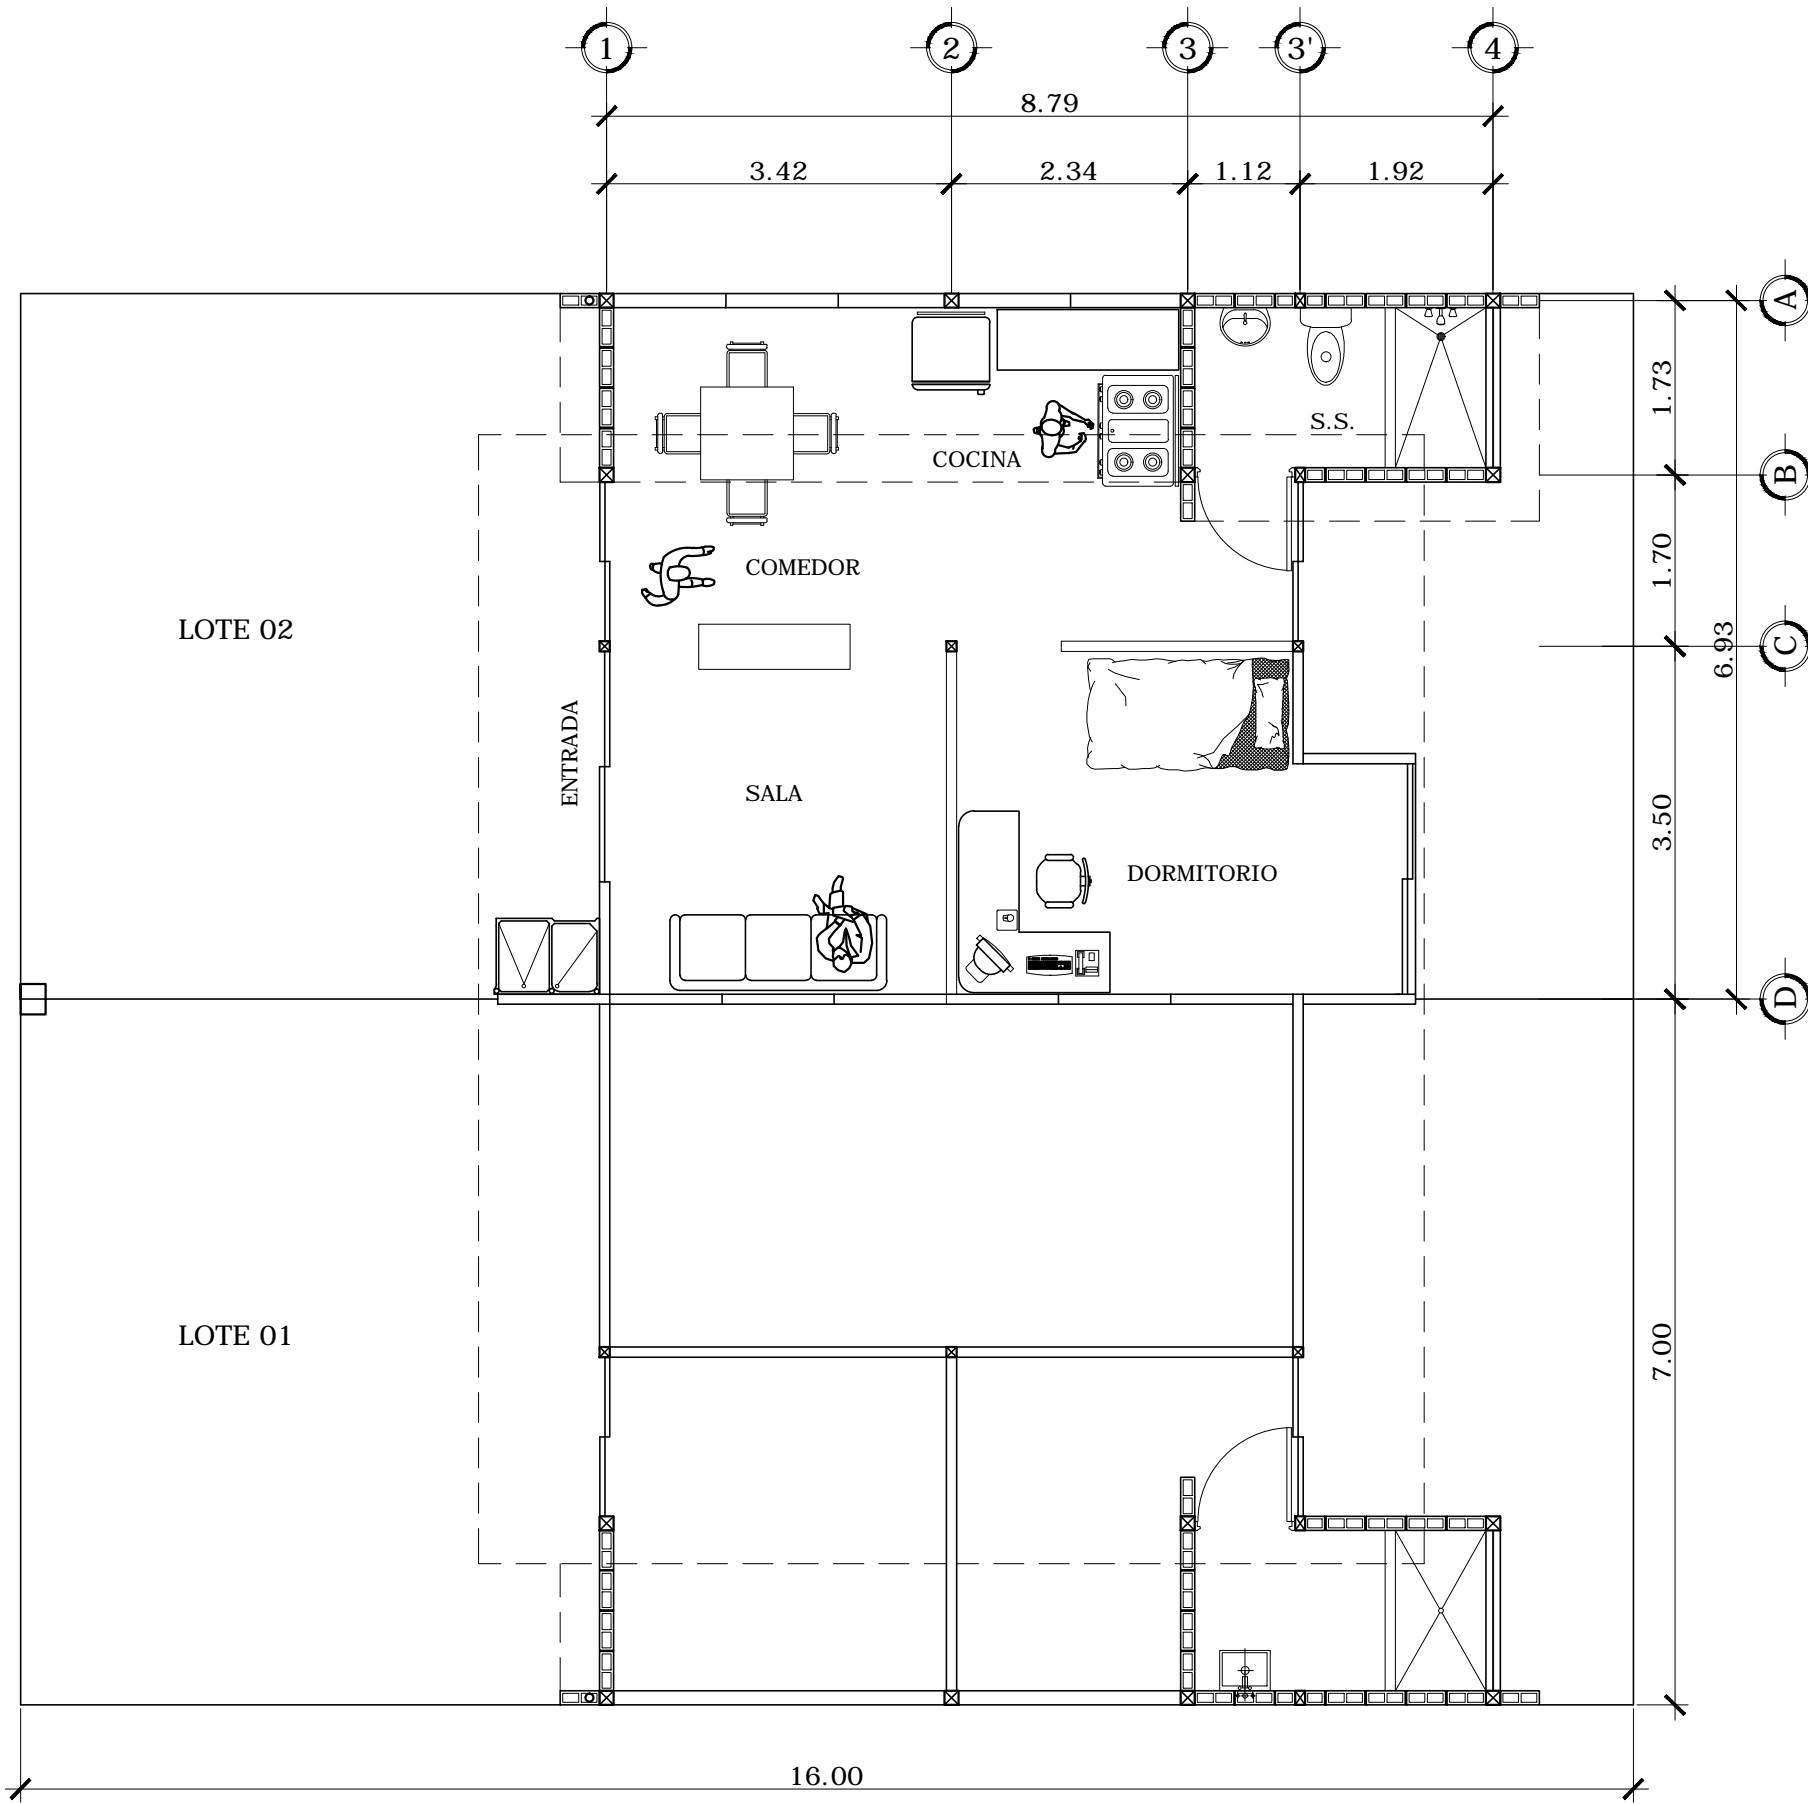 1 2 3 3' 4
8.79
3.42 2.34 1.12 1.92
A
1.73
S.S.
COCINA
B
1.70
COMEDOR
LOTE 02
C
6.93
ENTRADA
SALA
3.50
DORMITORIO
D
LOTE 01
7.00
16.00